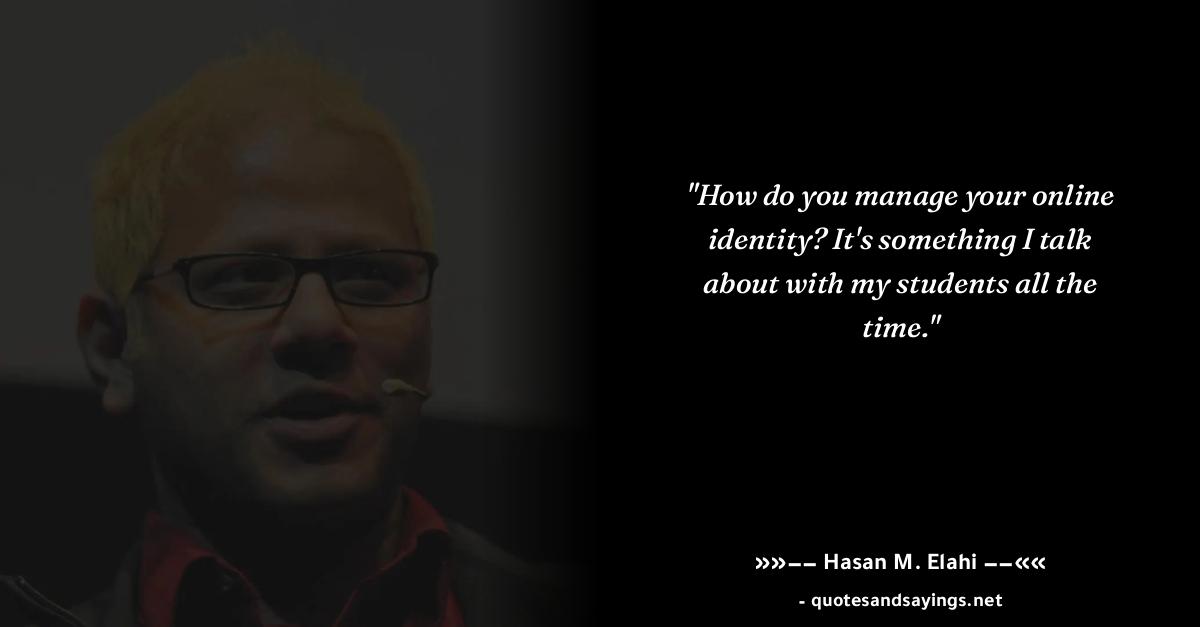 "How do you manage your online
identity? It's something I talk
about with my students all the
time."
»»−− Hasan M. Elahi −−««
- quotesandsayings.net